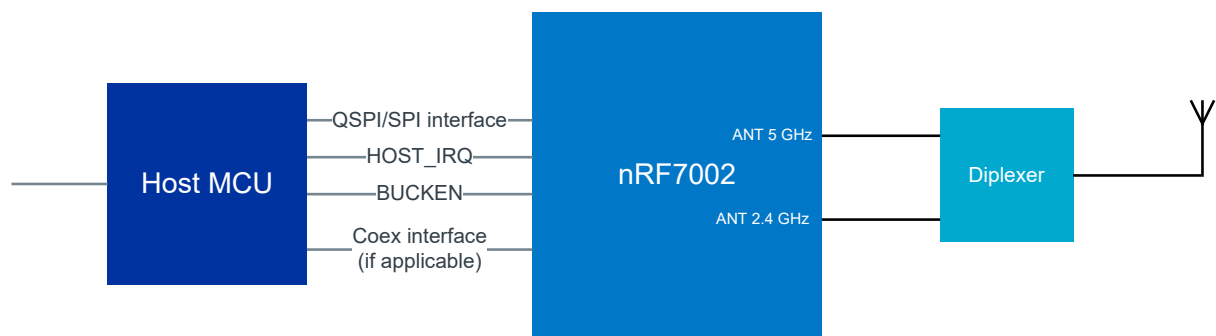 Host MCU
QSPI/SPI interface
HOST_IRQ
BUCKEN
Coex interface
(if applicable)
nRF7002
ANT 5 GHz
ANT 2.4 GHz
Diplexer